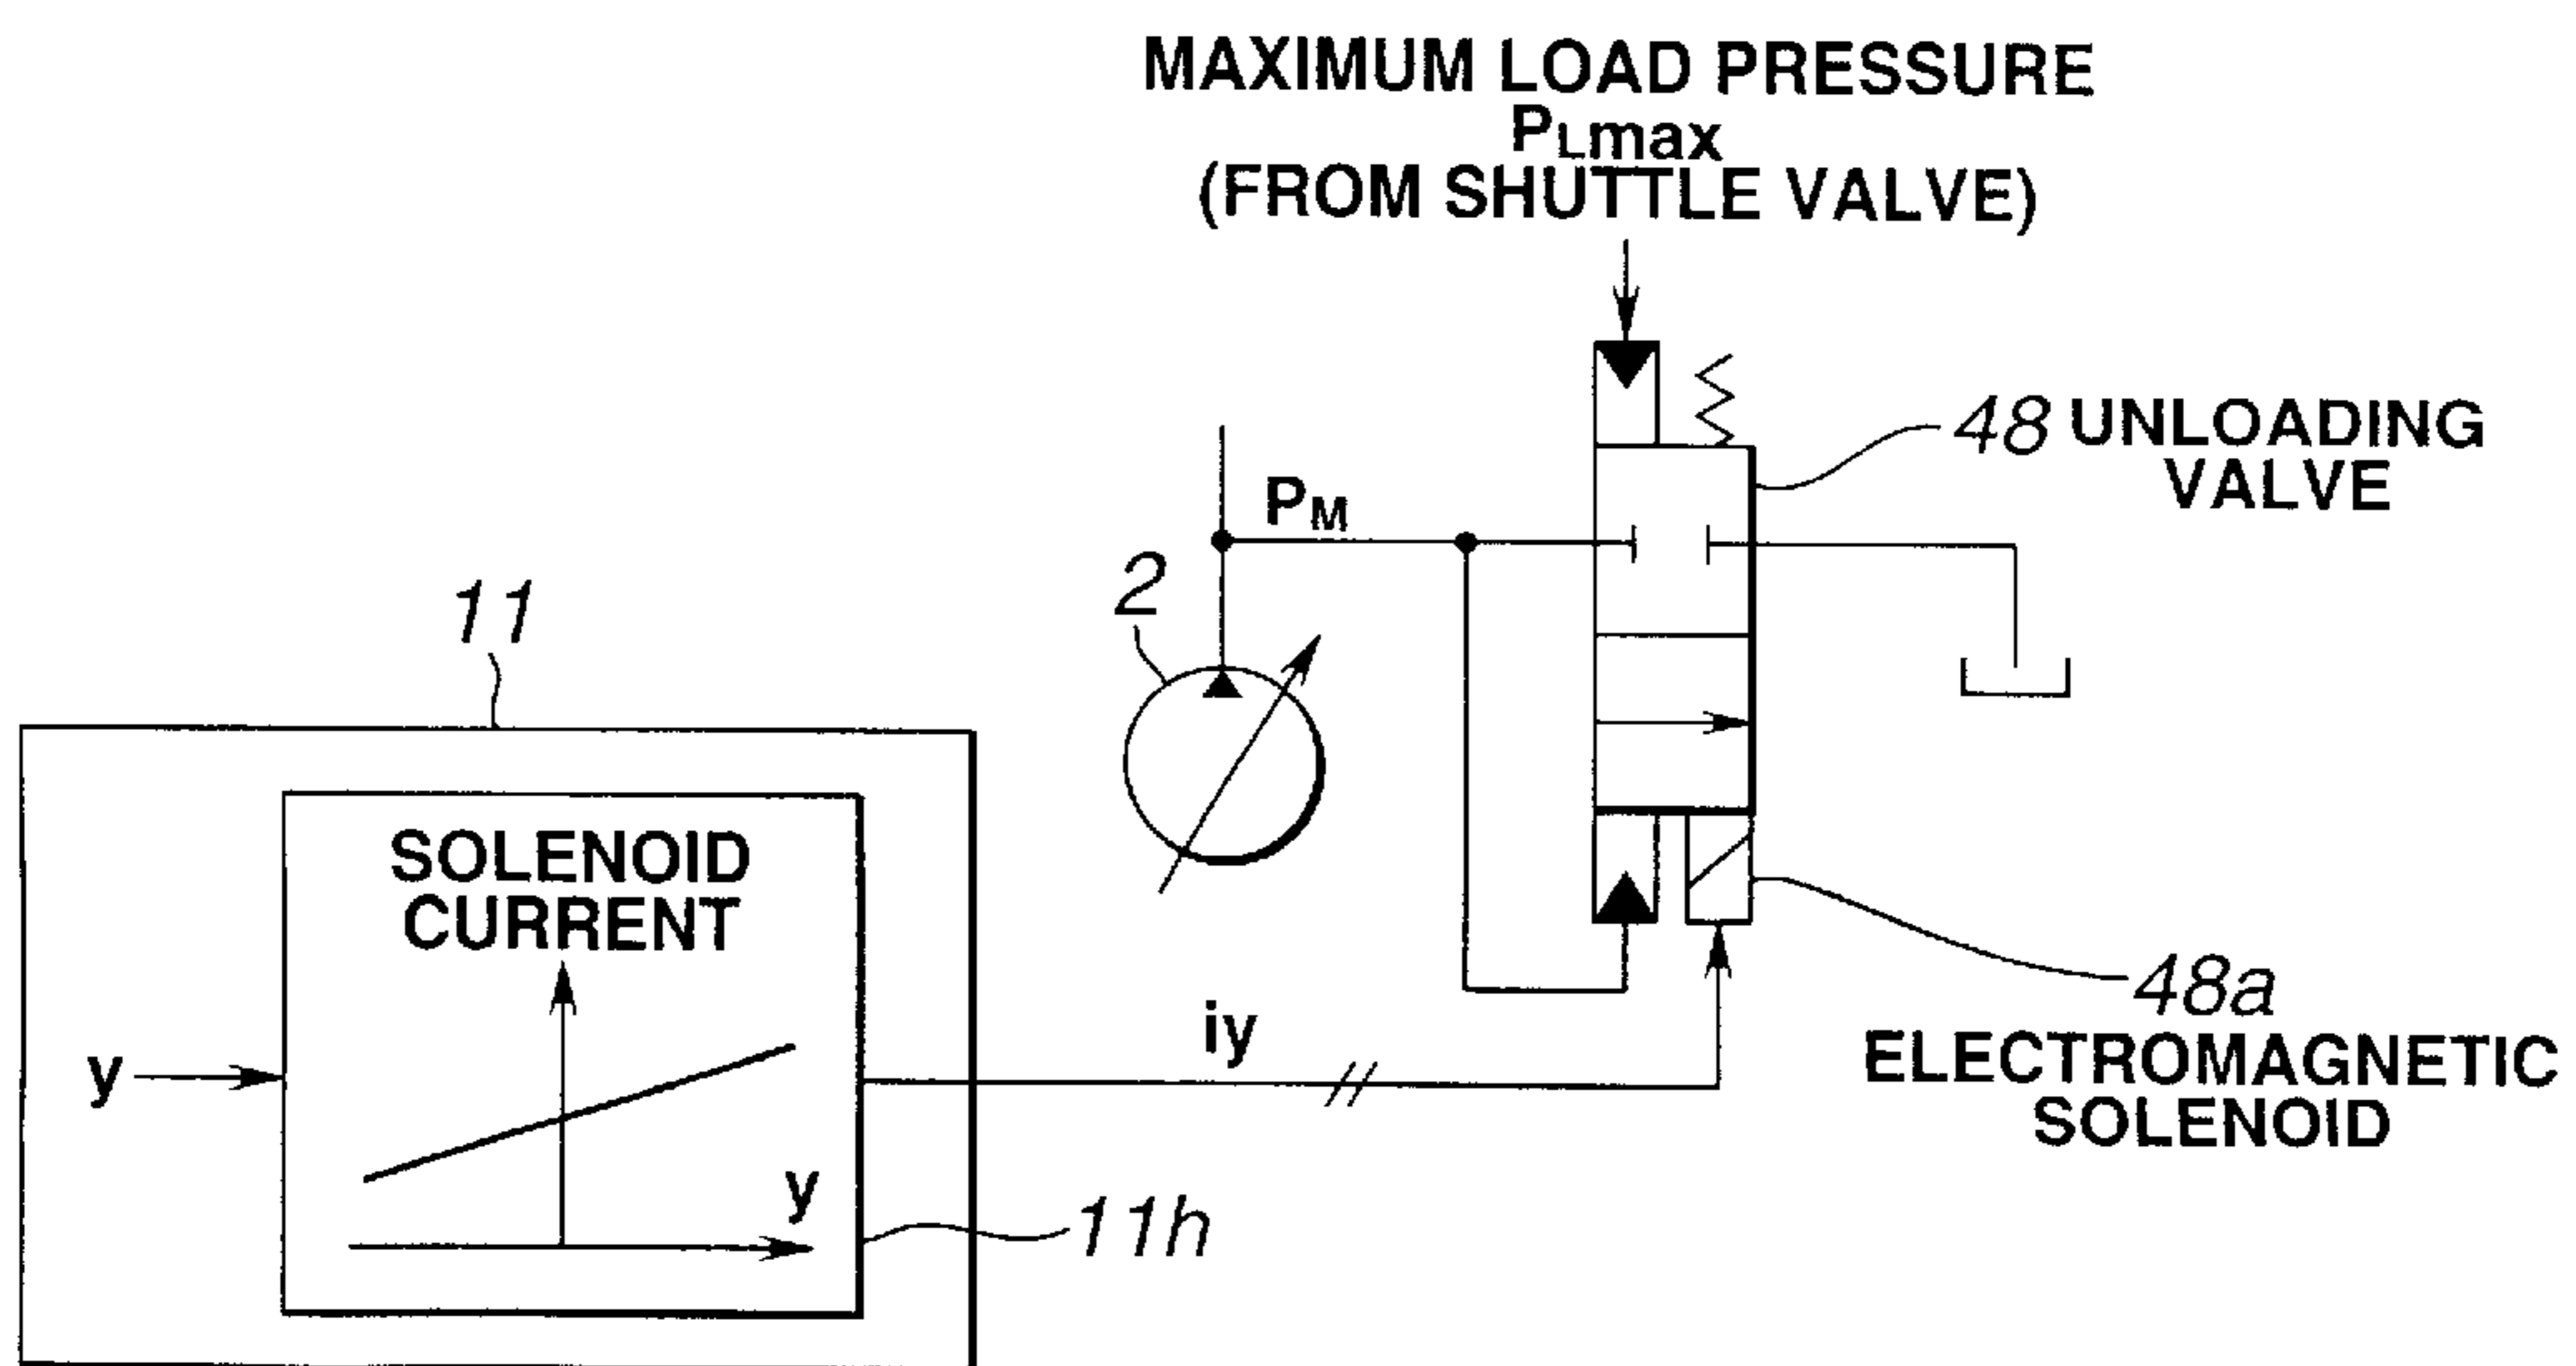 MAXIMUM LOAD PRESSURE
PLmax
(FROM SHUTTLE VALVE)
48 UNLOADING
VALVE
PM
2
11
SOLENOID
CURRENT
48a
ELECTROMAGNETIC
SOLENOID
iy
y
y
11h